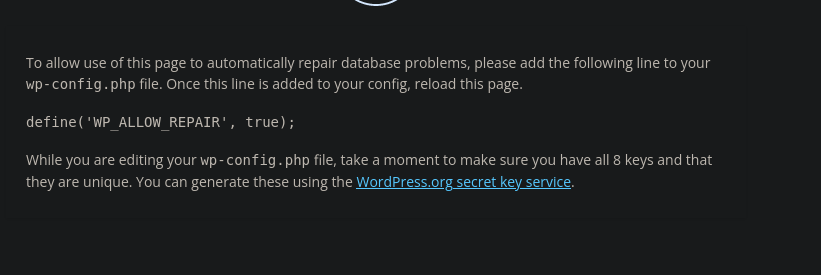 To allow use of this page to automatically repair database problems, please add the following line to your
wp-config.php file. Once this line is added to your config, reload this page.
define('WP_ALLOW_REPAIR', true);
While you are editing your wp-config.php file, take a moment to make sure you have all 8 keys and that
they are unique. You can generate these using the WordPress.org secret key service.